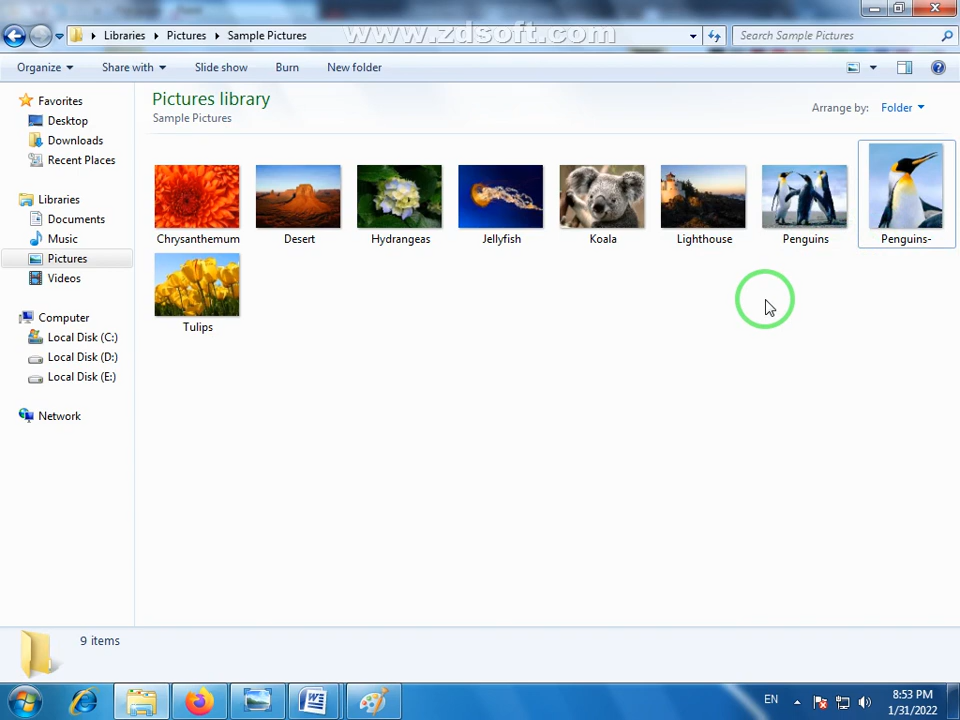 Libraries Pictures Sample Pictures
www.zdsoft.com
Search Sample Pictures
Organize Share with Slide show Burn New folder
Favorites
Desktop
Downloads
Recent Places
Libraries
Documents
Music
Pictures
Videos
Computer
Local Disk (C:)
Local Disk (D:)
Local Disk (E:)
Network
Pictures library
Sample Pictures
Arrange by: Folder
Chrysanthemum Desert Hydrangeas Jellyfish Koala Lighthouse Penguins Penguins-
Tulips
9 items
EN
8:53 PM
1/31/2022